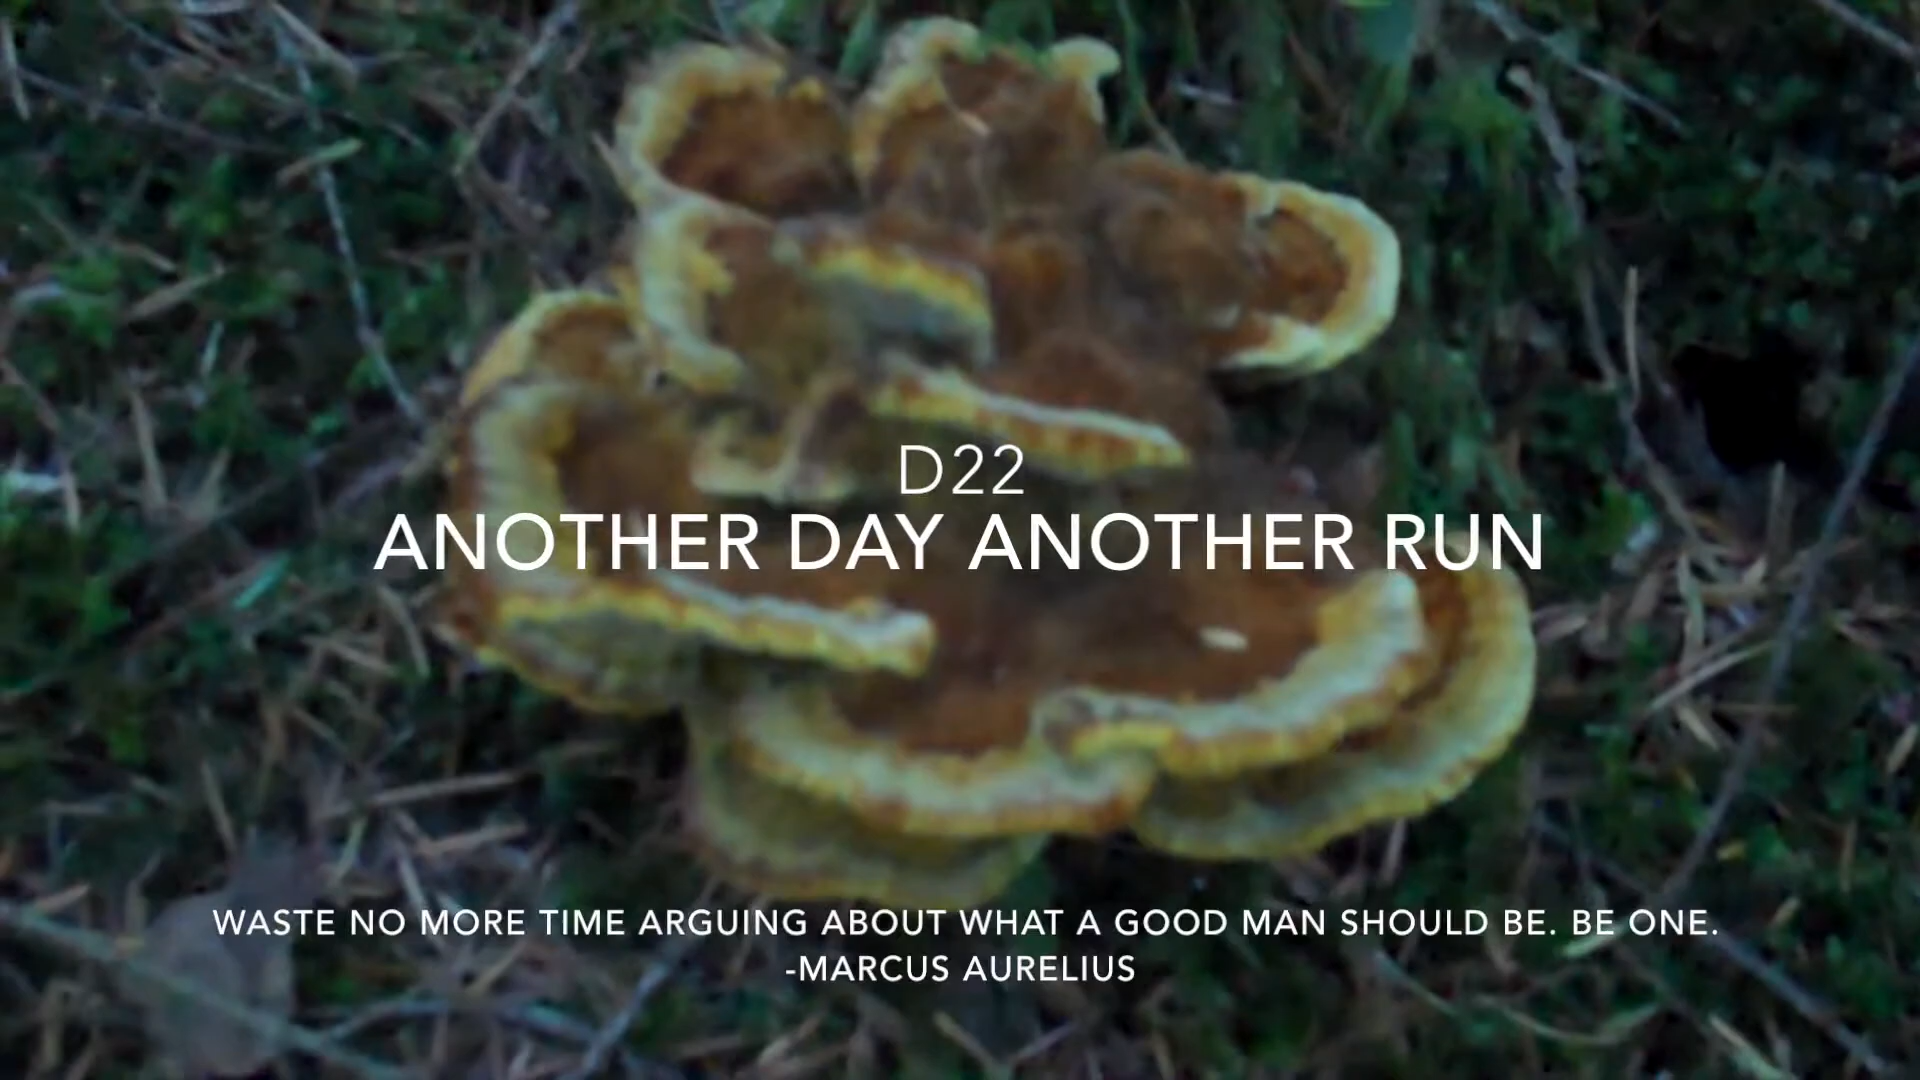 D22
ANOTHER DAY ANOTHER RUN
WASTE NO MORE TIME ARGUING ABOUT WHAT A GOOD MAN SHOULD BE. BE ONE.
-MARCUS AURELIUS